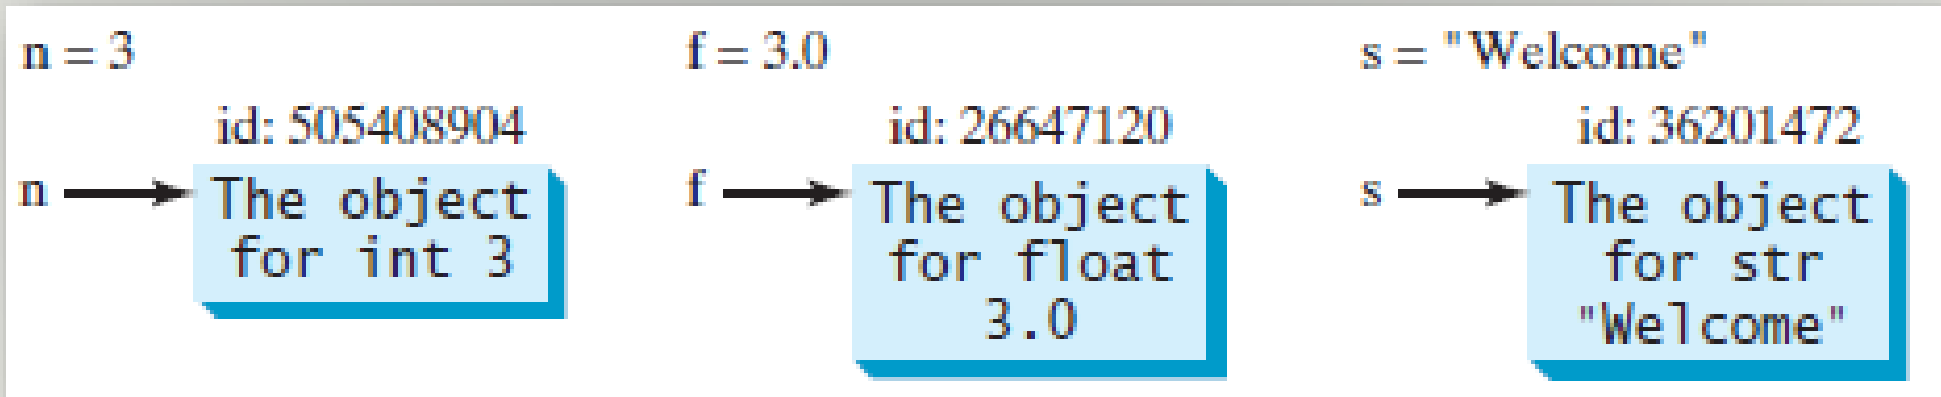 n = 3
id: 505408904
n
The object
for int 3
f = 3.0
id: 26647120
f
The object
for float
3.0
s = "Welcome"
id: 36201472
s
The object
for str
"Welcome"